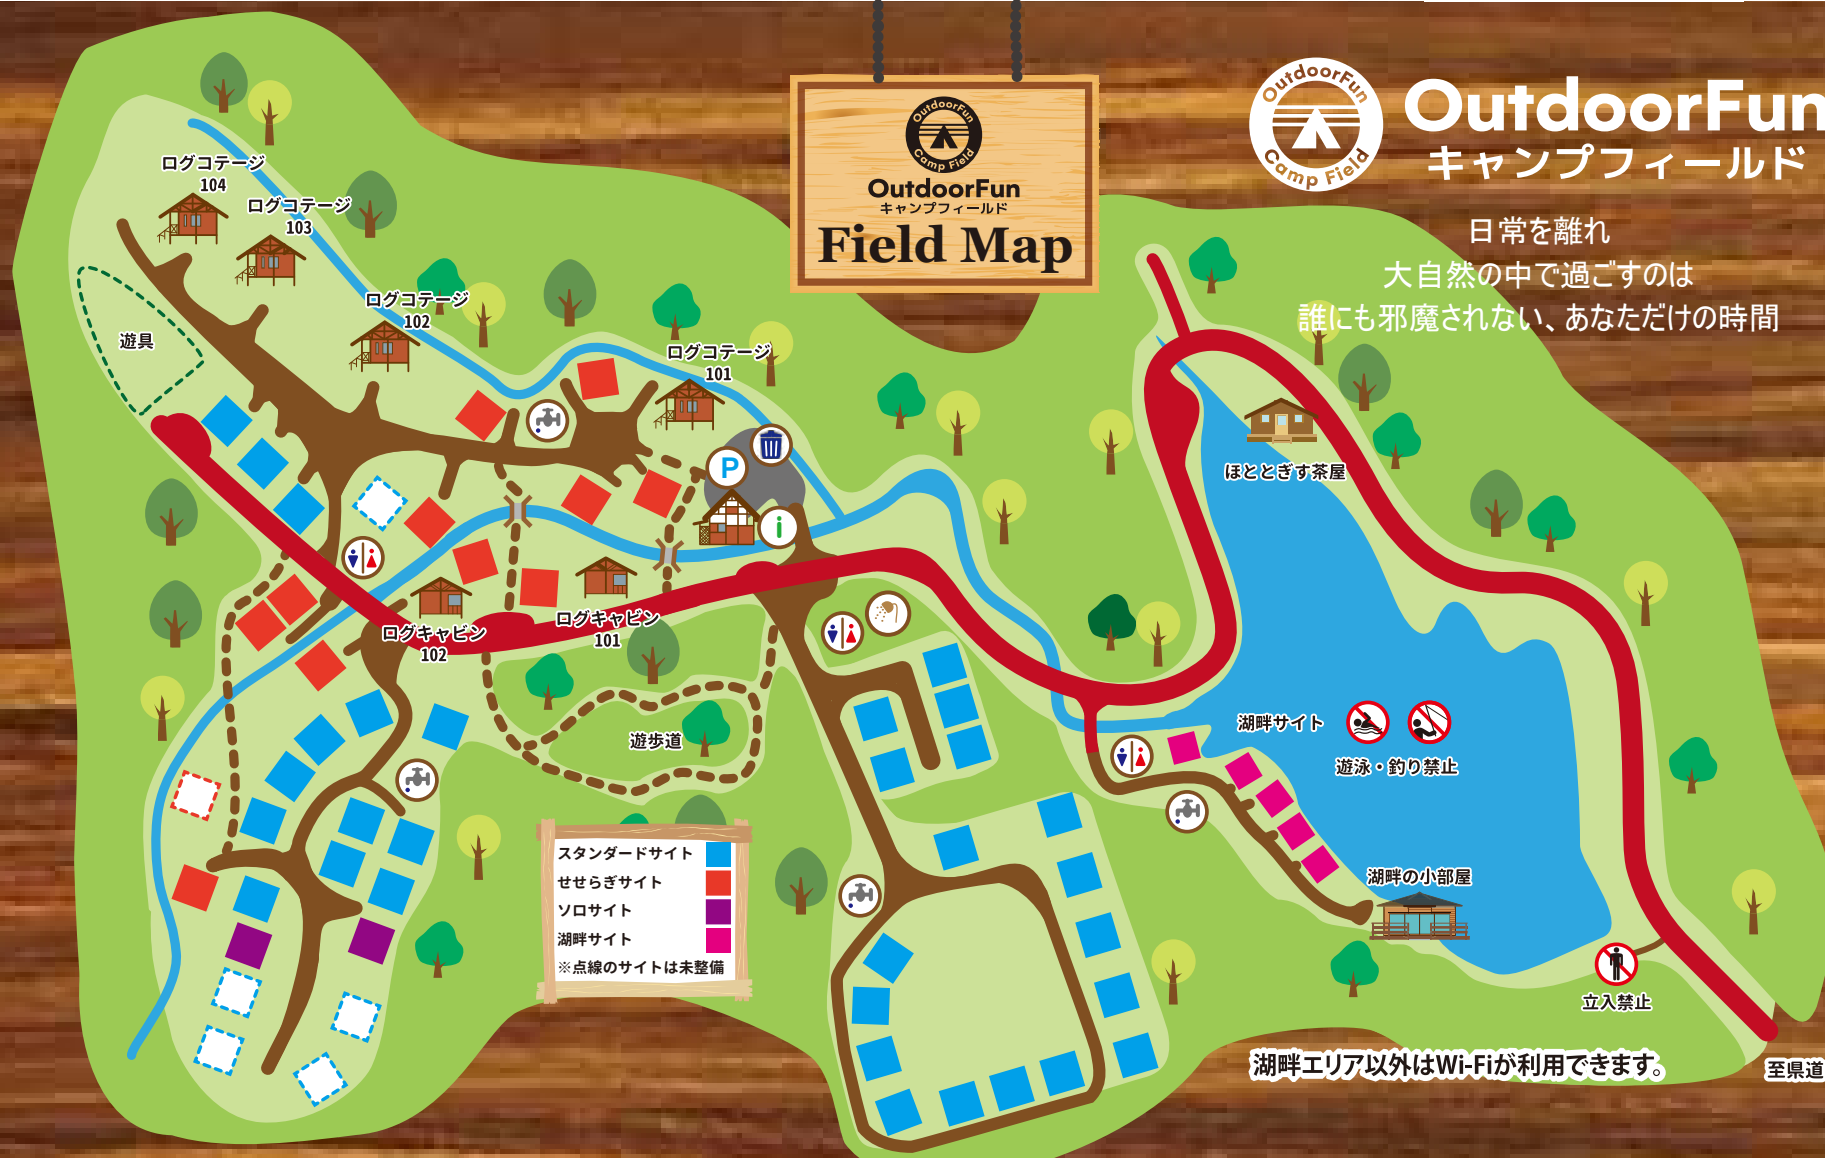 OutdoorFun
Camp Field
OutdoorFun
キャンプフィールド
Field Map
OutdoorFun
Camp Field
OutdoorFun
キャンプフィールド
日常を離れ
大自然の中で過ごすのは
誰にも邪魔されない、あなただけの時間
ログコテージ
104
ログコテージ
103
ログコテージ
102
ログコテージ
101
遊具
P
i
ほととぎす茶屋
ログキャビン
101
ログキャビン
102
遊歩道
湖畔サイト
遊泳・釣り禁止
湖畔の小部屋
立入禁止
スタンダードサイト
せせらぎサイト
ソロサイト
湖畔サイト
※点線のサイトは未整備
湖畔エリア以外はWi-Fiが利用できます。
至県道